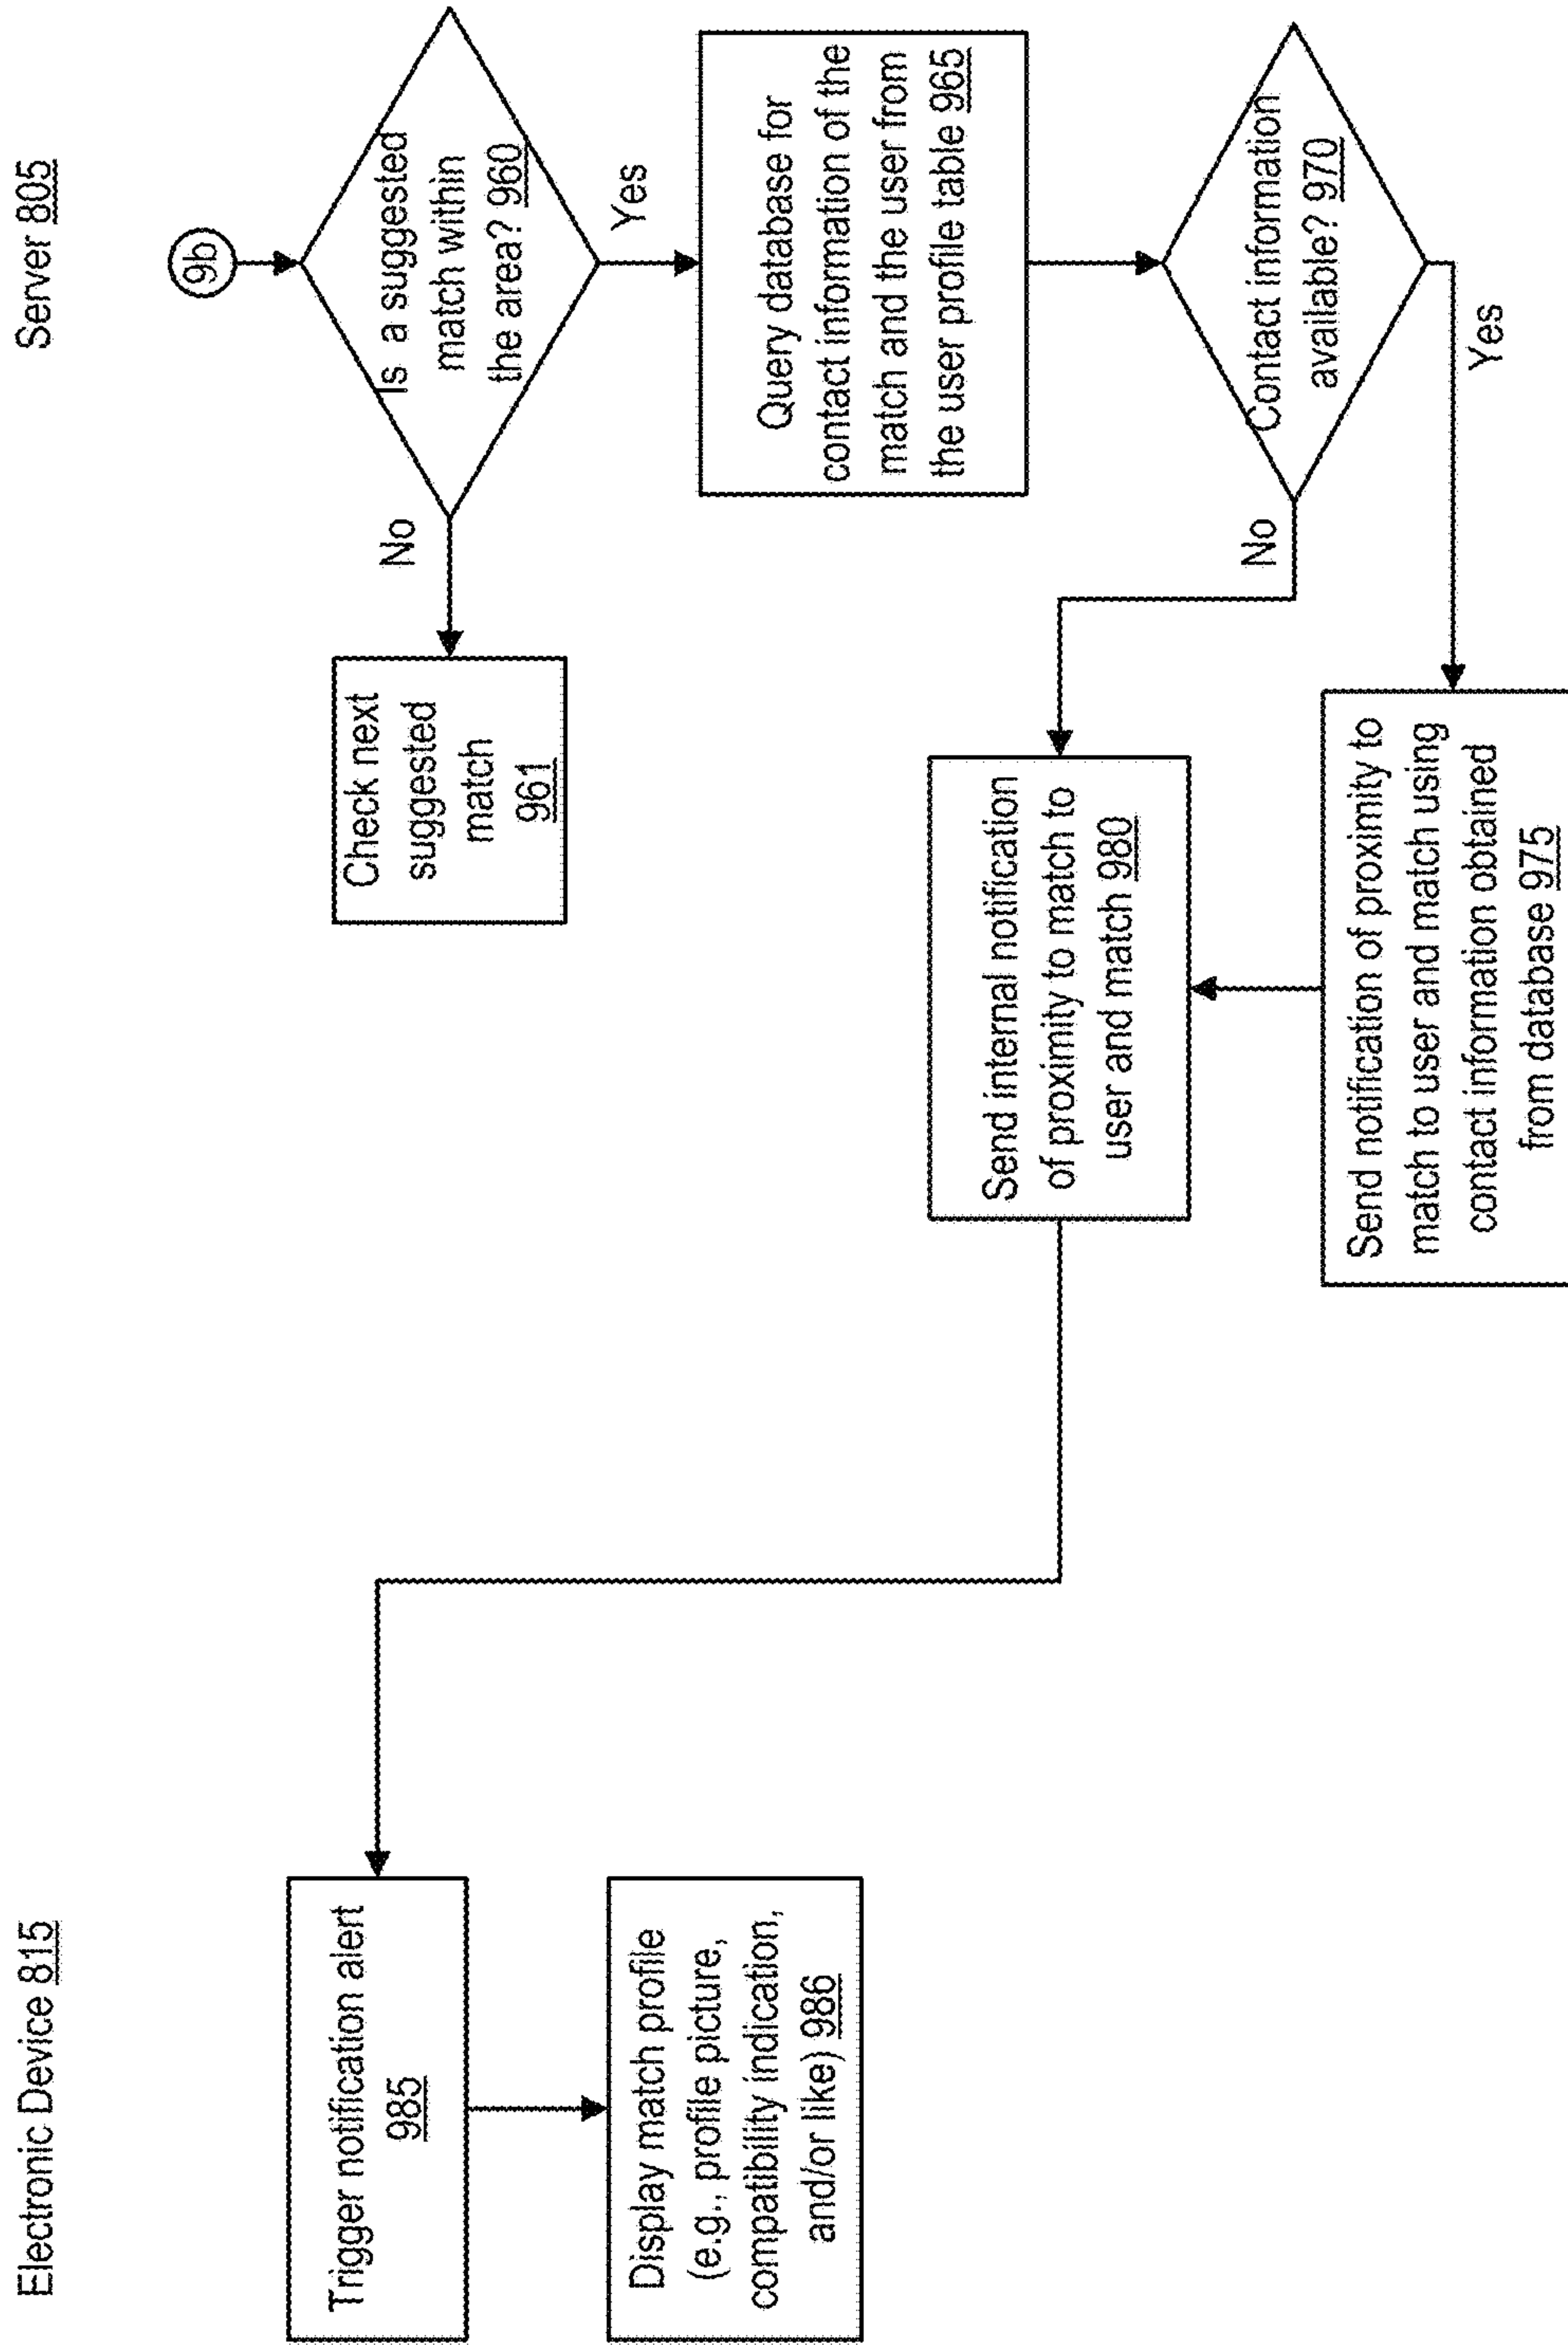 Electronic Device 815
Server 805
9b
Is a suggested
match within
the area? 960
No
Yes
Check next
suggested
match
961
Query database for
contact information of the
match and the user from
the user profile table 965
Contact information
available? 970
No
Yes
Send internal notification
of proximity to match to
user and match 980
Send notification of proximity to
match to user and match using
contact information obtained
from database 975
Trigger notification alert
985
Display match profile
(e.g., profile picture,
compatibility indication,
and/or like) 986